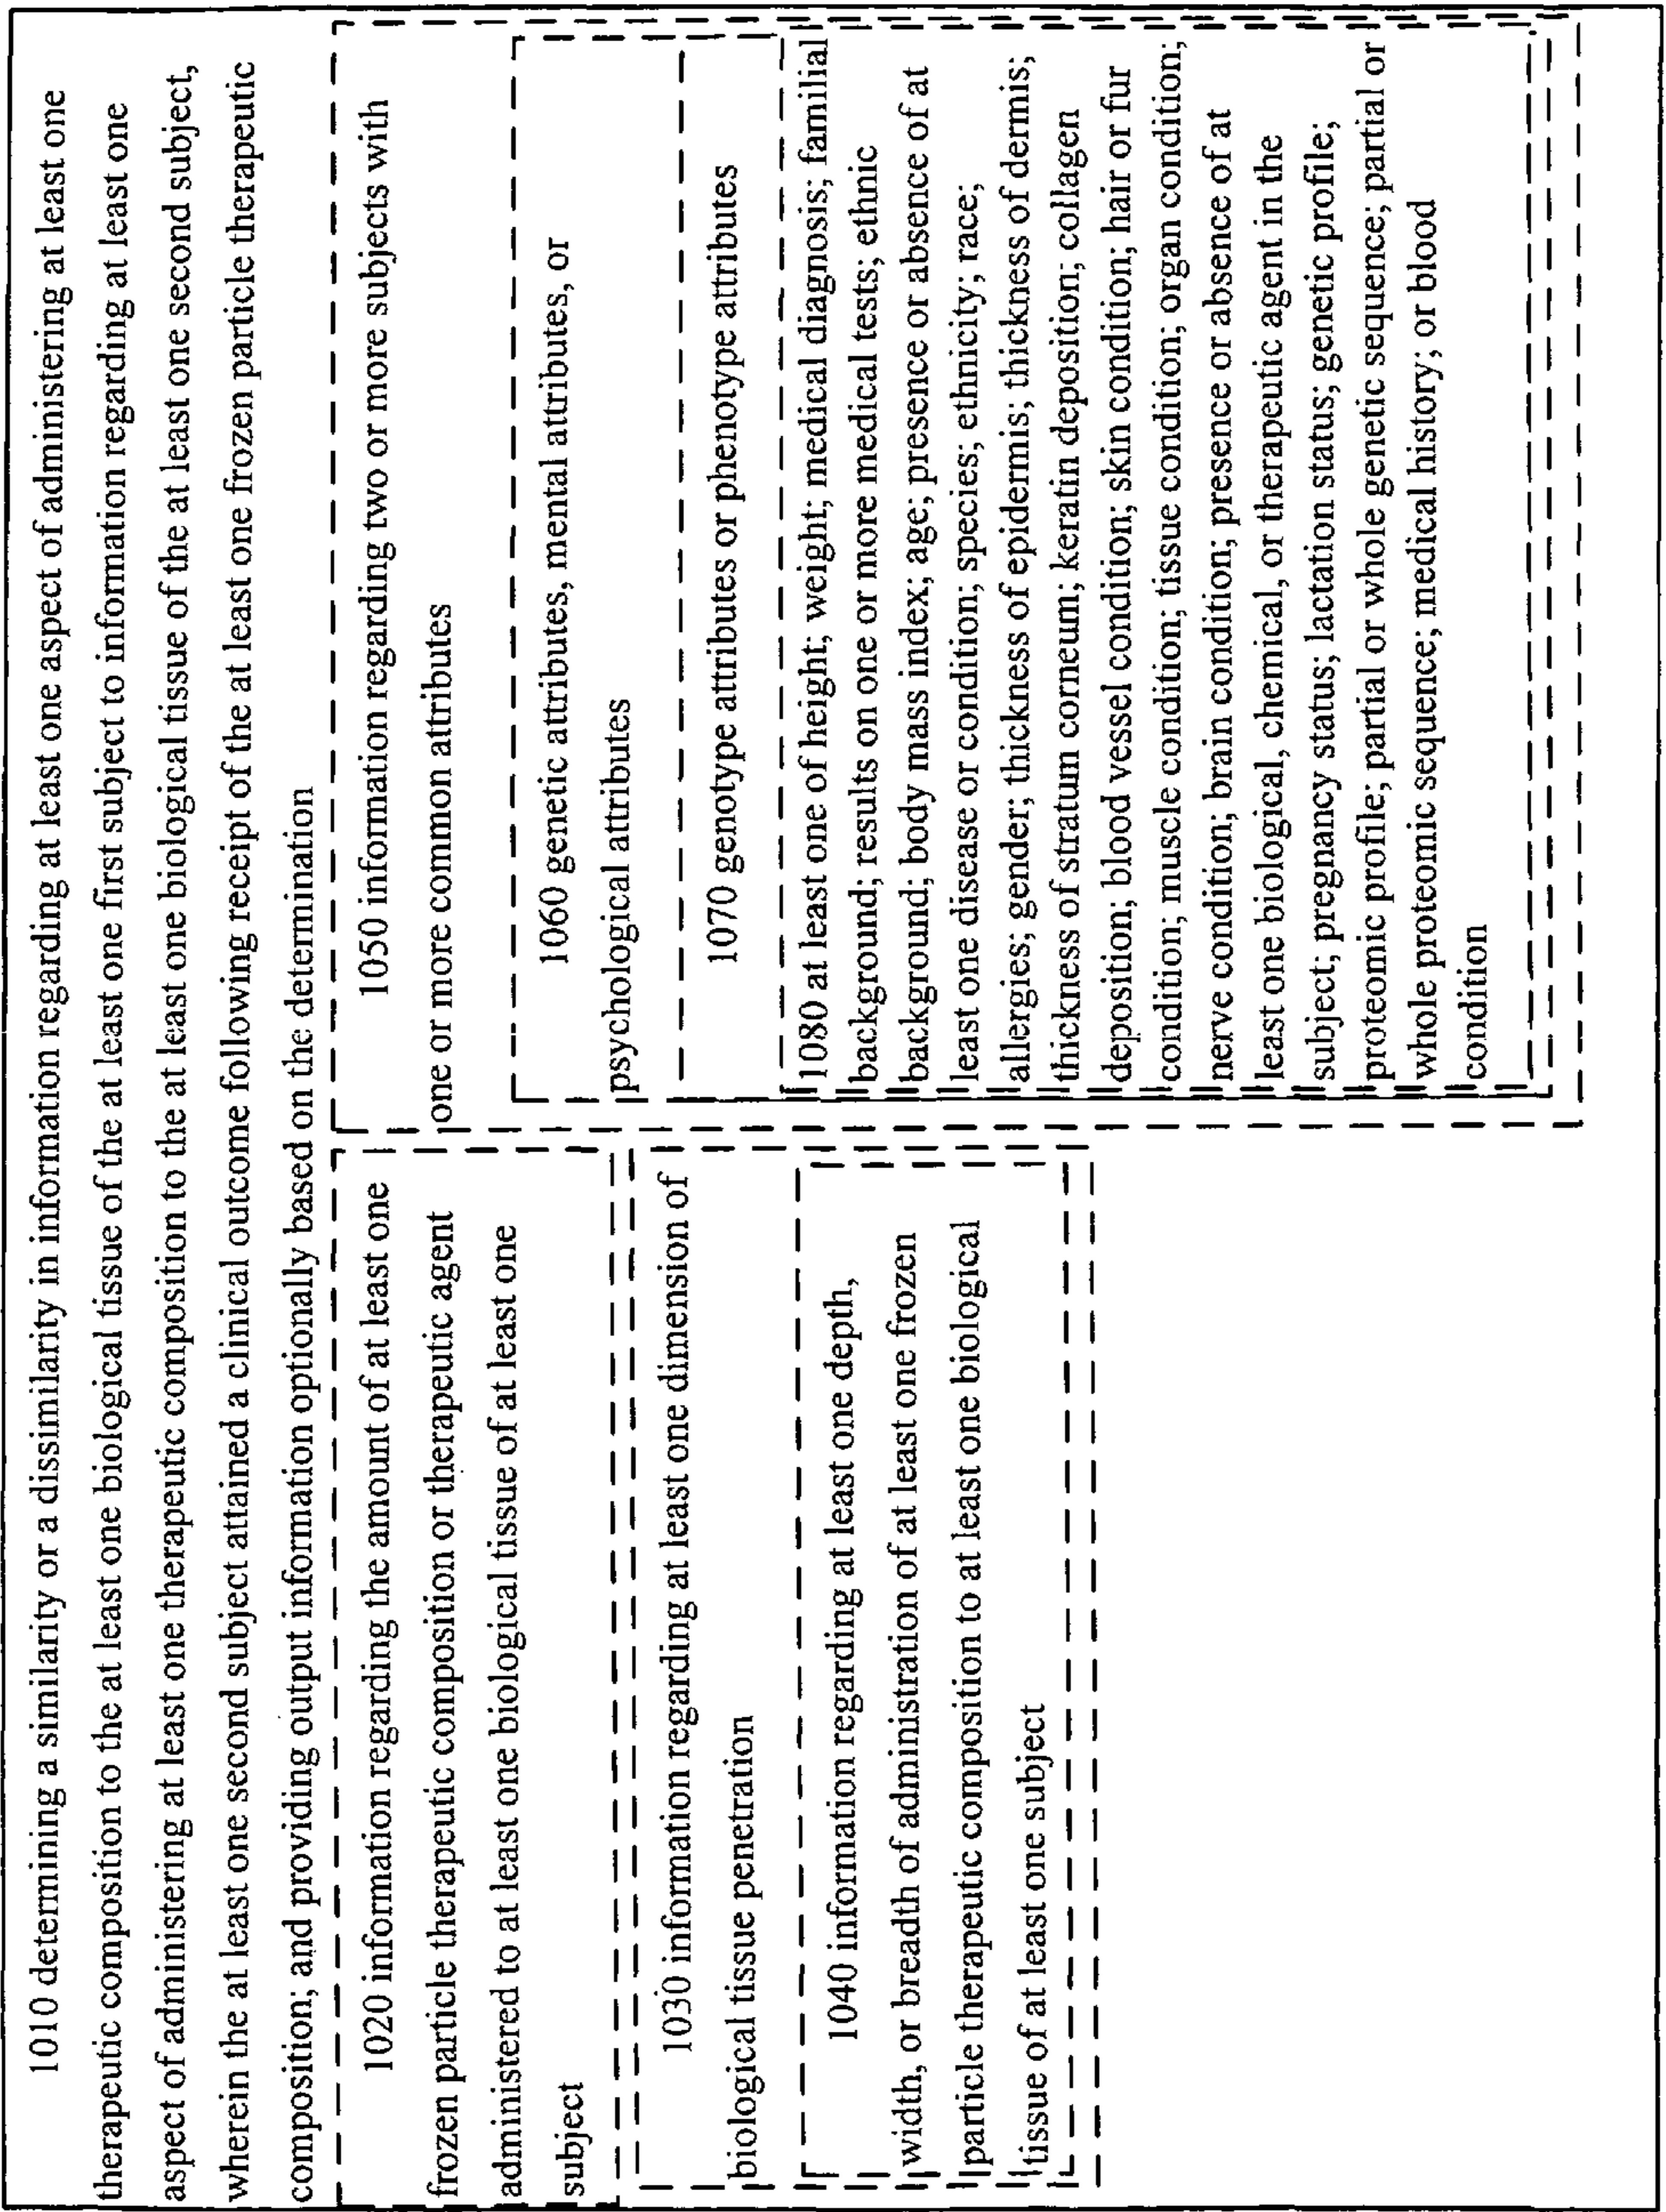 1010 determining a similarity or a dissimilarity in information regarding at least one aspect of administering at least one
therapeutic composition to the at least one biological tissue of the at least one first subject to information regarding at least one
aspect of administering at least one therapeutic composition to the at least one biological tissue of the at least one second subject,
wherein the at least one second subject attained a clinical outcome following receipt of the at least one frozen particle therapeutic
composition; and providing output information optionally based on the determination
1020 information regarding the amount of at least one
frozen particle therapeutic composition or therapeutic agent
administered to at least one biological tissue of at least one
subject
1030 information regarding at least one dimension of
biological tissue penetration
1040 information regarding at least one depth,
width, or breadth of administration of at least one frozen
particle therapeutic composition to at least one biological
tissue of at least one subject
1050 information regarding two or more subjects with
one or more common attributes
1060 genetic attributes, mental attributes, or
psychological attributes
1070 genotype attributes or phenotype attributes
1080 at least one of height; weight; medical diagnosis; familial
background; results on one or more medical tests; ethnic
background; body mass index; age; presence or absence of at
least one disease or condition; species; ethnicity; race;
allergies; gender; thickness of epidermis; thickness of dermis;
thickness of stratum corneum; keratin deposition; collagen
deposition; blood vessel condition; skin condition; hair or fur
condition; muscle condition; tissue condition; organ condition;
nerve condition; brain condition; presence or absence of at
least one biological, chemical, or therapeutic agent in the
subject; pregnancy status; lactation status; genetic profile;
proteomic profile; partial or whole genetic sequence; partial or
whole proteomic sequence; medical history; or blood
condition